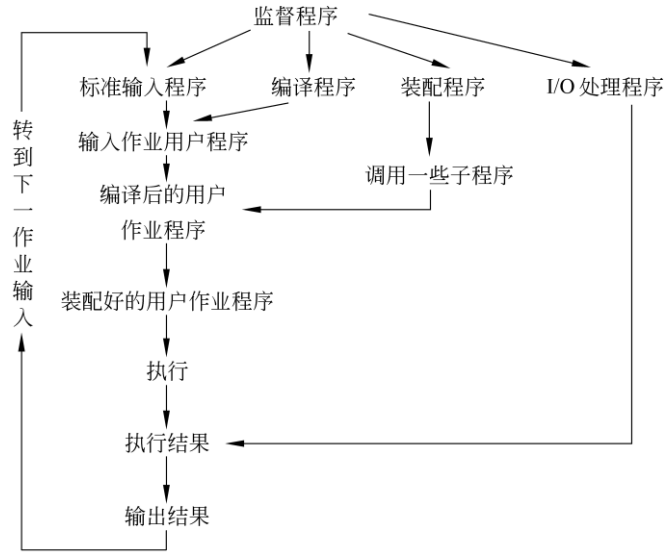 监督程序
标准输入程序
编译程序
装配程序
I/O 处理程序
输入作业用户程序
调用一些子程序
编译后的用户
作业程序
装配好的用户作业程序
执行
执行结果
输出结果
转到下一作业输入